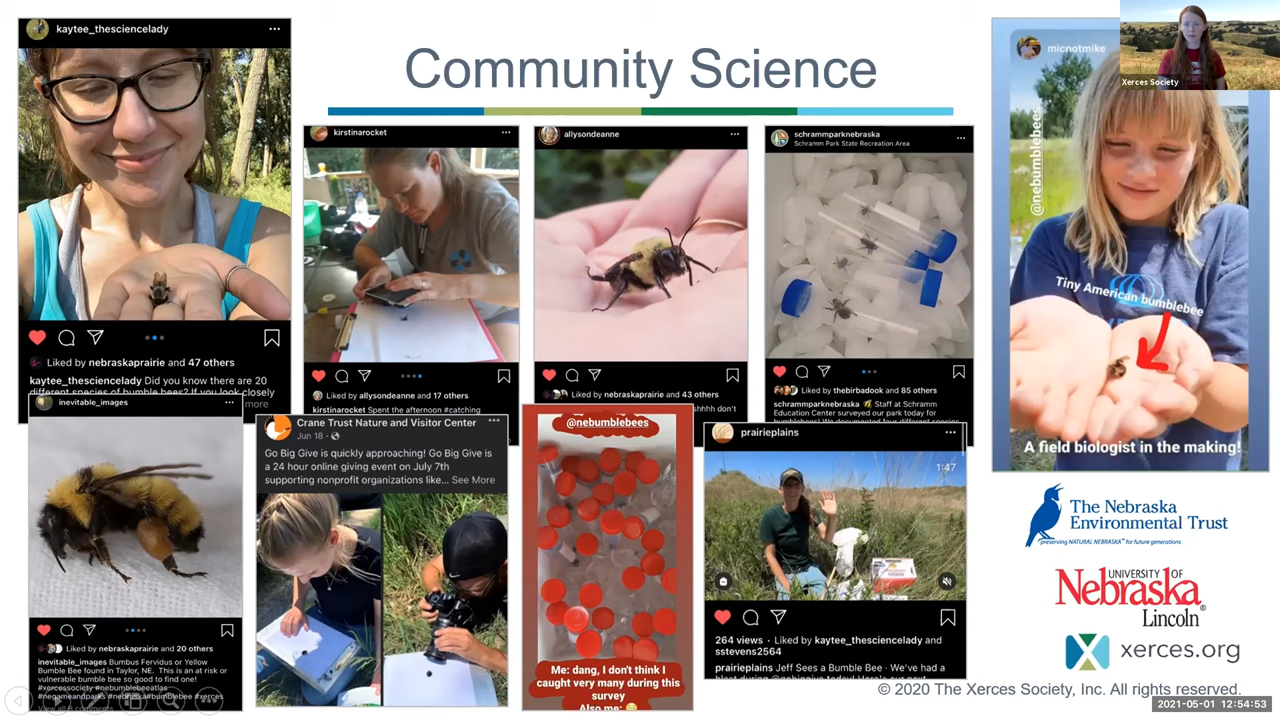 kaytee_thesciencelady
Community Science
micnotmike
Xerces Society
@nebumblebee
kirstinarocket
allysondeanne
schrammparknebraska
Schramm Park State Recreation Area
Tiny American bumblebee
A field biologist in the making!
Liked by nebraskaprairie and 47 others
kaytee_thesciencelady Did you know there are 20
different species of bumble bees? If you look closely
more
Liked by allysondeanne and 17 others
kirstinarocket Spent the afternoon #catching
Liked by nebraskaprairie and 43 others
shhhh don't
Liked by thebirbadook and 85 others
schrammparknebraska Staff at Schramm
Education Center surveyed our park today for
bumblebees! We documented four different species
inevitable_images
Liked by nebraskaprairie and 20 others
inevitable_images Bumbus Fervidus or Yellow
Bumble Bee found in Taylor, NE. This is an at risk or
vulnerable bumble bee so good to find one!
#xercessociety #nebumblebeeatlas
#negameandparks #nebraska #bumblebee #xerces
View all 3 comments
Crane Trust Nature and Visitor Center
Jun 18 ·
Go Big Give is quickly approaching! Go Big Give is
a 24 hour online giving event on July 7th
supporting nonprofit organizations like... See More
@nebumblebees
Me: dang, I don't think I
caught very many during this
survey
Also me:
prairieplains
1:47
264 views · Liked by kaytee_thesciencelady and
sstevens2564
prairieplains Jeff Sees a Bumble Bee · We've had a
The Nebraska
Environmental Trust
preserving NATURAL NEBRASKA™ for future generations
UNIVERSITY OF
Nebraska
Lincoln®
xerces.org
© 2020 The Xerces Society, Inc. All rights reserved.
2021-05-01 12:54:53